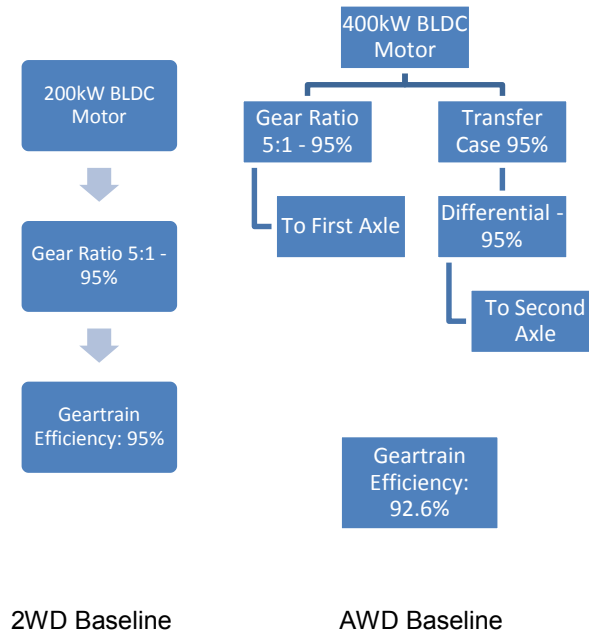 200kW BLDC
Motor
Gear Ratio 5:1 -
95%
Geartrain
Efficiency: 95%
2WD Baseline
400kW BLDC
Motor
Gear Ratio
5:1 - 95%
To First Axle
Transfer
Case 95%
Differential -
95%
To Second
Axle
Geartrain
Efficiency:
92.6%
AWD Baseline